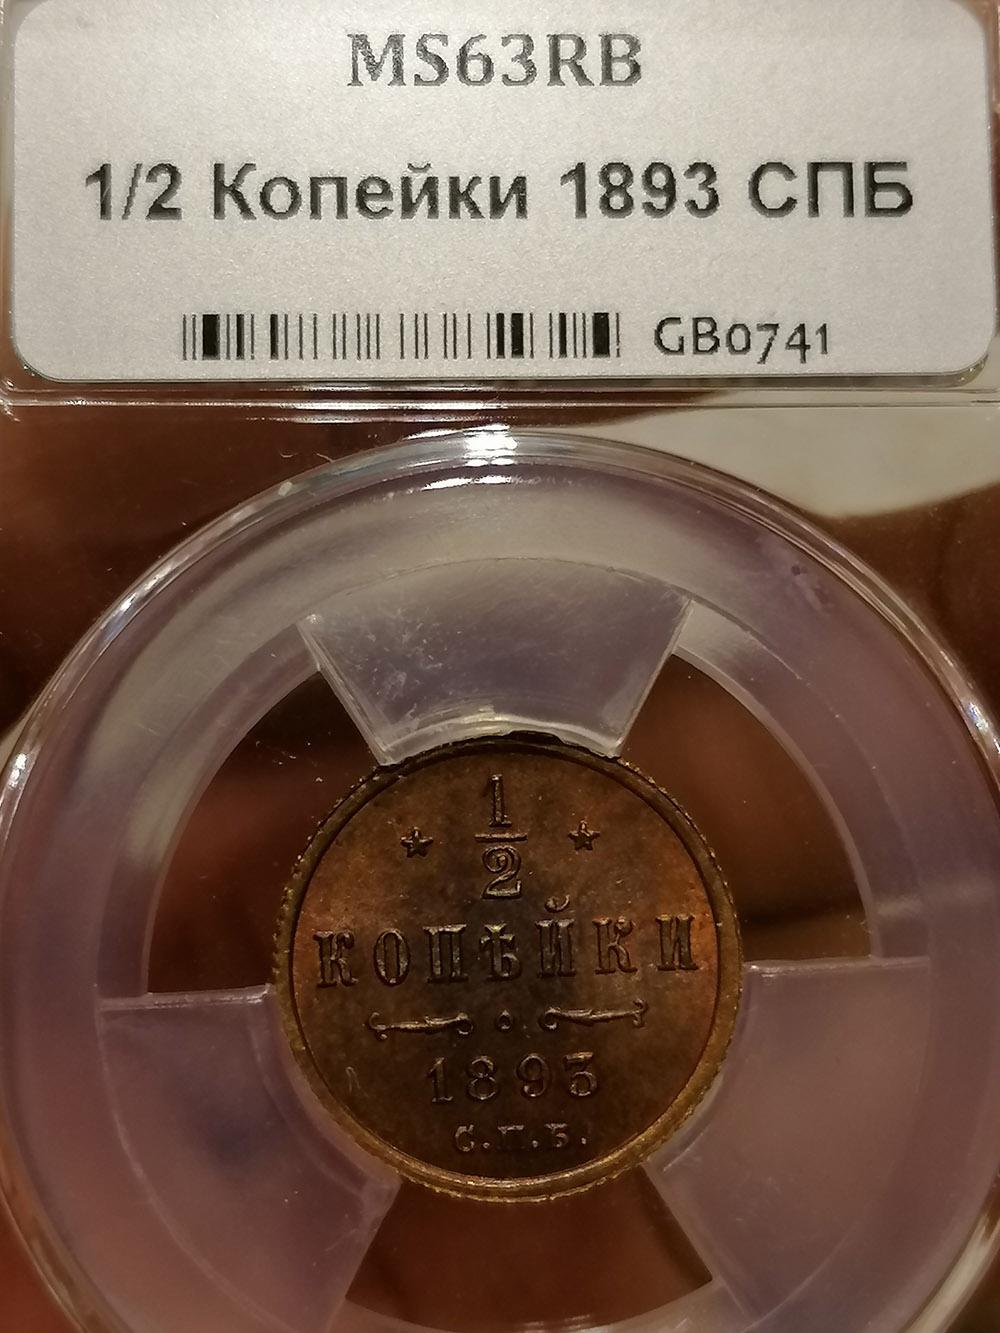 MS63RB
1/2 Копейки 1893 СПБ
GB0741
1
2
КОПѢЙКИ
1893
С.П.Б.